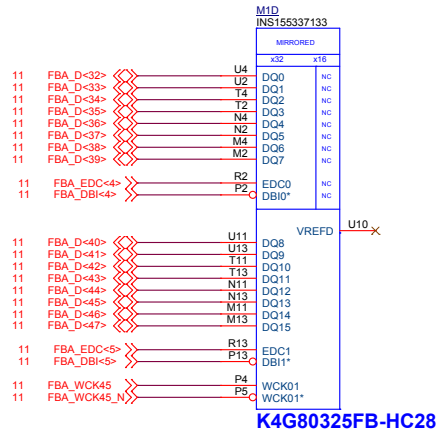 M1D
INS155337133
MIRRORED
x32 x16
11 FBA_D<32> U4 DQ0 NC
11 FBA_D<33> U2 DQ1 NC
11 FBA_D<34> T4 DQ2 NC
11 FBA_D<35> T2 DQ3 NC
11 FBA_D<36> N4 DQ4 NC
11 FBA_D<37> N2 DQ5 NC
11 FBA_D<38> M4 DQ6 NC
11 FBA_D<39> M2 DQ7 NC
11 FBA_EDC<4> R2 EDC0 NC
11 FBA_DBI<4> P2 DBI0* NC
VREFD U10
11 FBA_D<40> U11 DQ8
11 FBA_D<41> U13 DQ9
11 FBA_D<42> T11 DQ10
11 FBA_D<43> T13 DQ11
11 FBA_D<44> N11 DQ12
11 FBA_D<45> N13 DQ13
11 FBA_D<46> M11 DQ14
11 FBA_D<47> M13 DQ15
11 FBA_EDC<5> R13 EDC1
11 FBA_DBI<5> P13 DBI1*
11 FBA_WCK45 P4 WCK01
11 FBA_WCK45_N P5 WCK01*
K4G80325FB-HC28